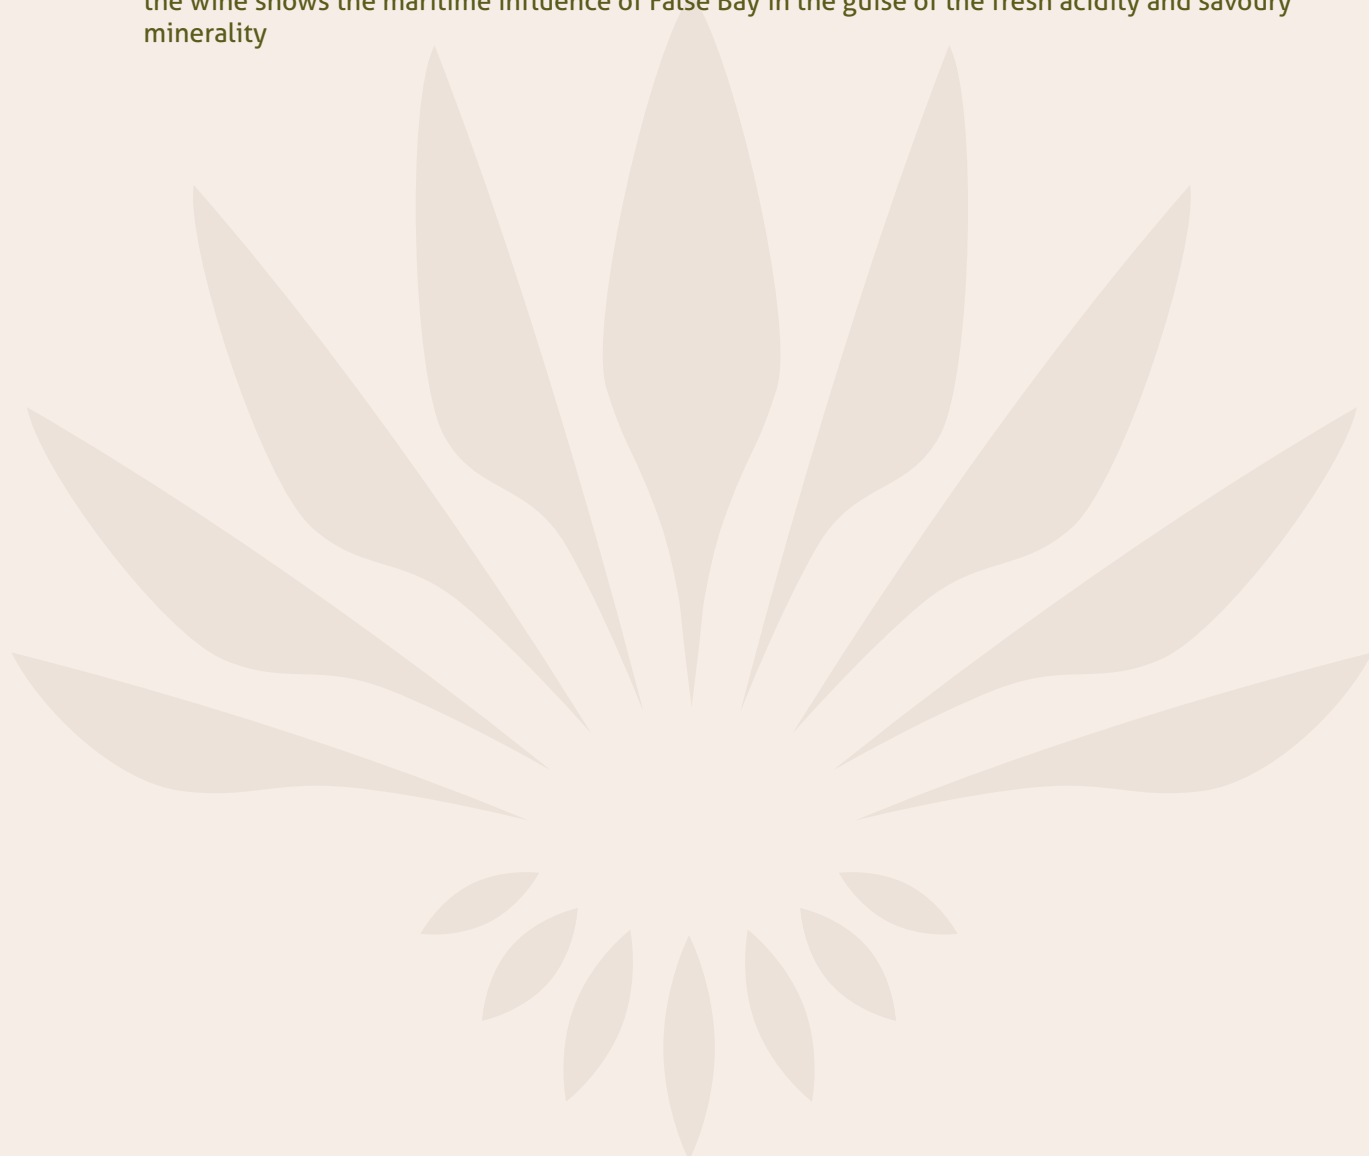 the wine shows the maritime influence of False Bay in the guise of the fresh acidity and savoury
minerality